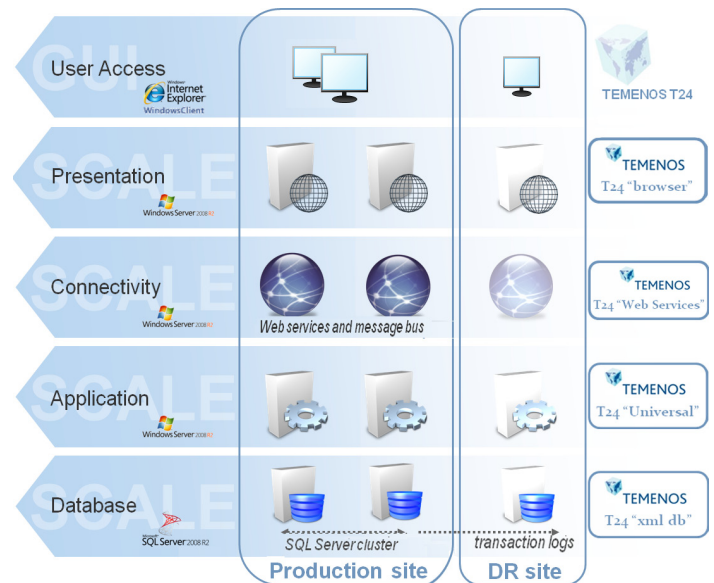 GUI
User Access
Windows
Internet
Explorer
WindowsClient
TEMENOS T24
SCALE
Presentation
Windows Server 2008 R2
TEMENOS
T24 "browser"
SCALE
Connectivity
Windows Server 2008 R2
Web services and message bus
TEMENOS
T24 "Web Services"
SCALE
Application
Windows Server 2008 R2
TEMENOS
T24 "Universal"
SCALE
Database
SQL Server 2008 R2
SQL Server cluster
transaction logs
TEMENOS
T24 "xml db"
Production site
DR site